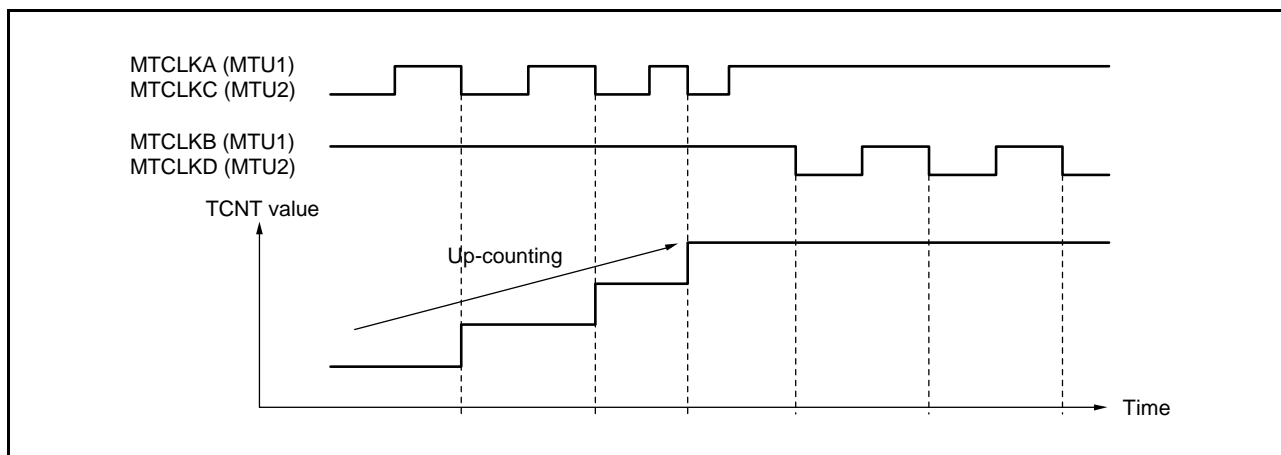 MTCLKA (MTU1)
MTCLKC (MTU2)
MTCLKB (MTU1)
MTCLKD (MTU2)
TCNT value
Up-counting
Time